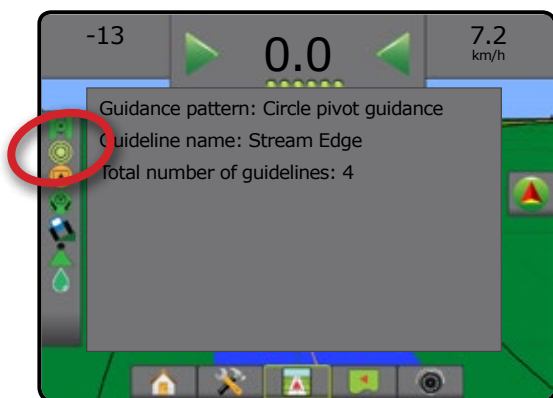 -13
0.0
7.2
km/h
Guidance pattern: Circle pivot guidance
Guideline name: Stream Edge
Total number of guidelines: 4